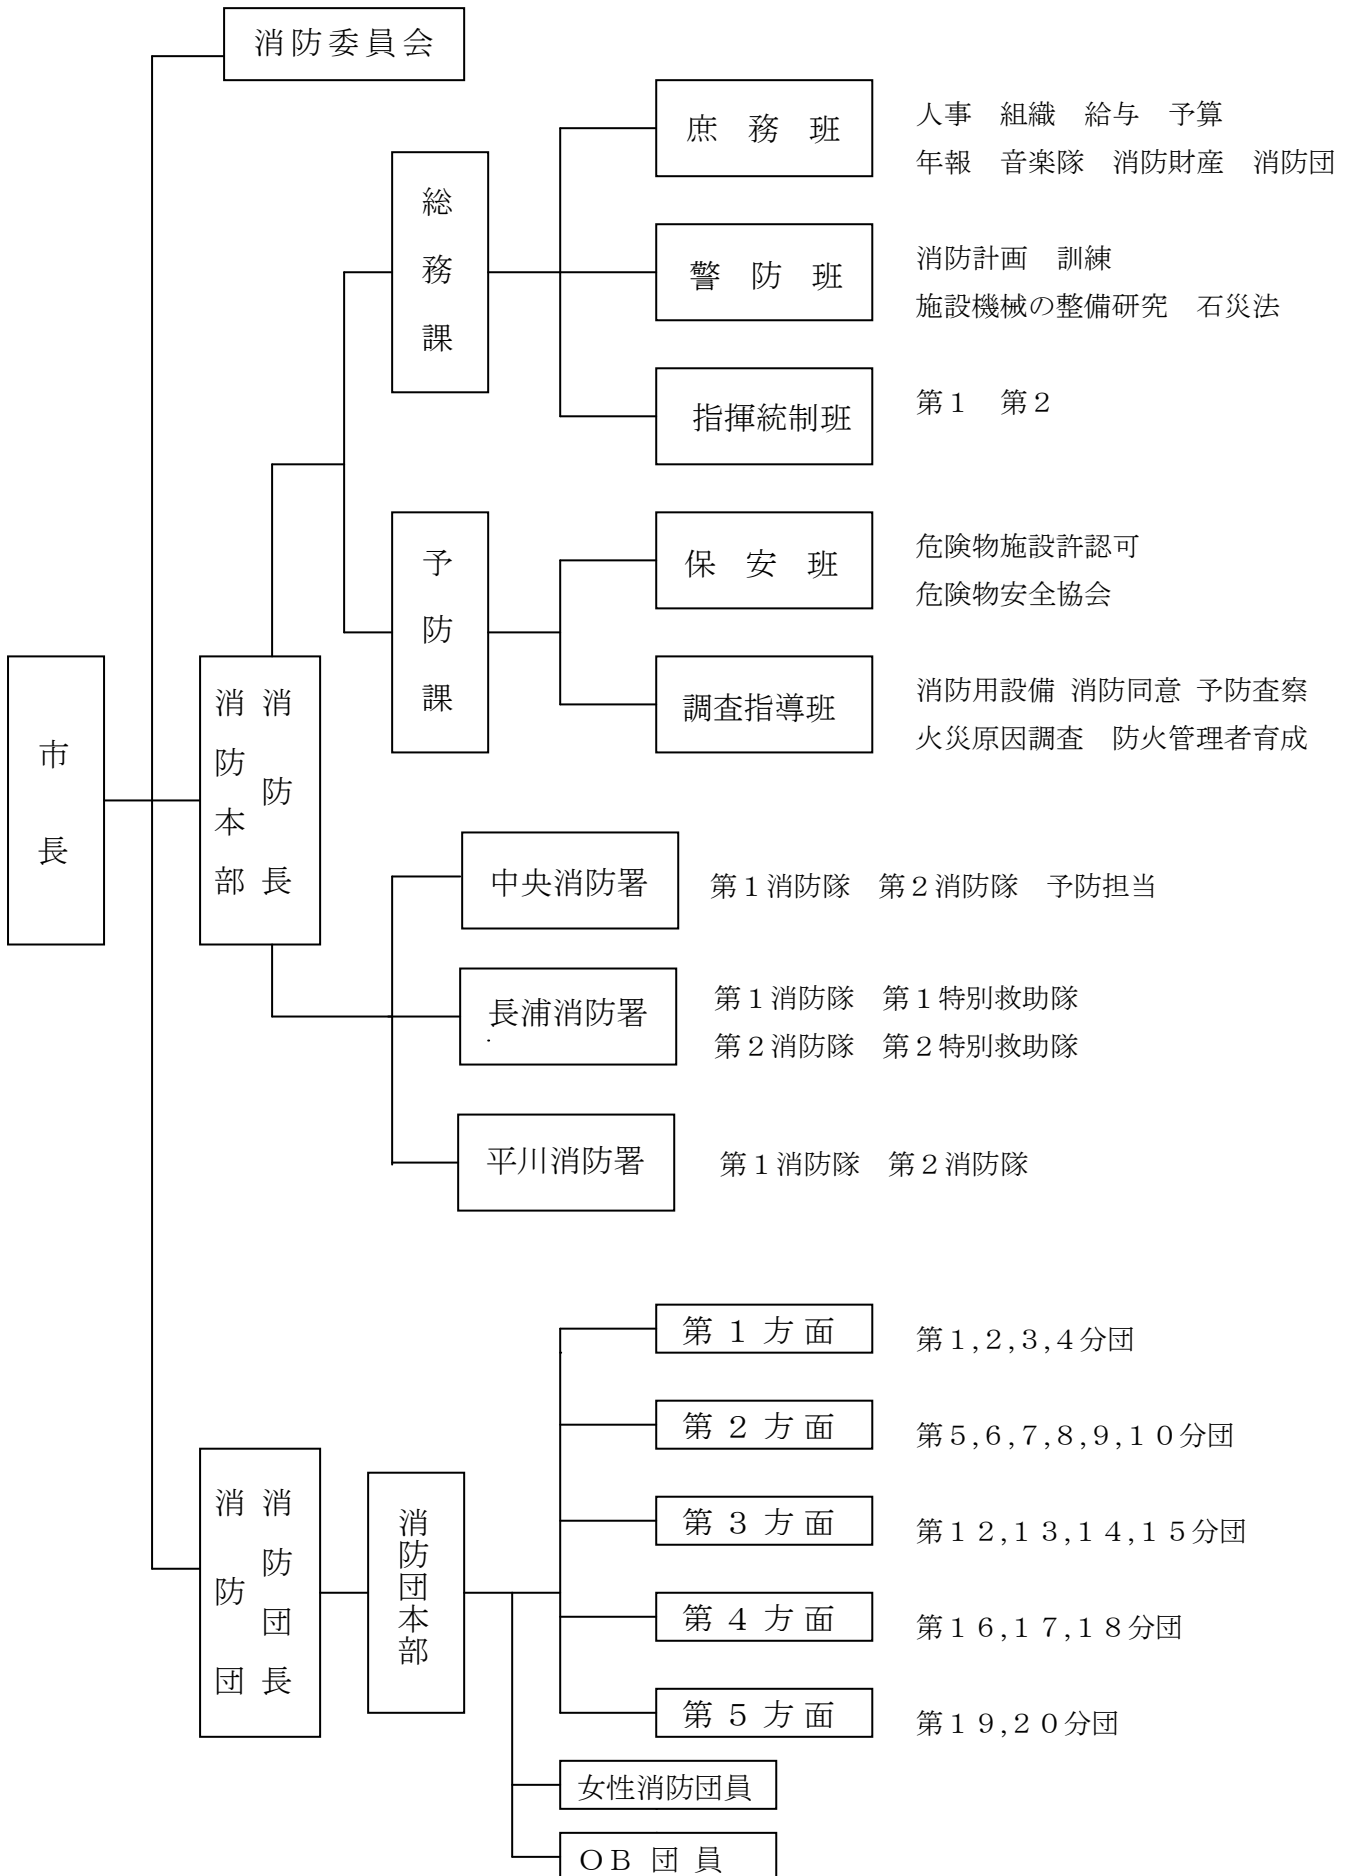 消防委員会
庶務班
人事　組織　給与　予算
年報　音楽隊　消防財産　消防団
総務課
警防班
消防計画　訓練
施設機械の整備研究　石災法
指揮統制班
第１　第２
予防課
保安班
危険物施設許認可
危険物安全協会
調査指導班
消防用設備 消防同意 予防査察
火災原因調査　防火管理者育成
市長
消防長
消防本部
中央消防署
第１消防隊　第２消防隊　予防担当
長浦消防署
第１消防隊　第１特別救助隊
第２消防隊　第２特別救助隊
平川消防署
第１消防隊　第２消防隊
第１方面
第１,２,３,４分団
第２方面
第５,６,７,８,９,１０分団
消防団長
消防団
消防団本部
第３方面
第１２,１３,１４,１５分団
第４方面
第１６,１７,１８分団
第５方面
第１９,２０分団
女性消防団員
ＯＢ団員